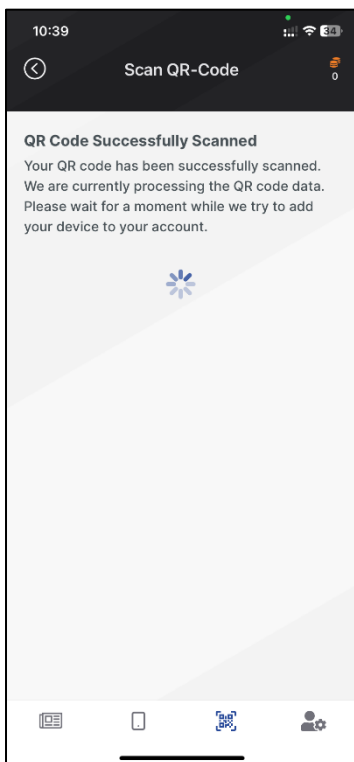 10:39
34
Scan QR-Code
0
QR Code Successfully Scanned
Your QR code has been successfully scanned.
We are currently processing the QR code data.
Please wait for a moment while we try to add
your device to your account.